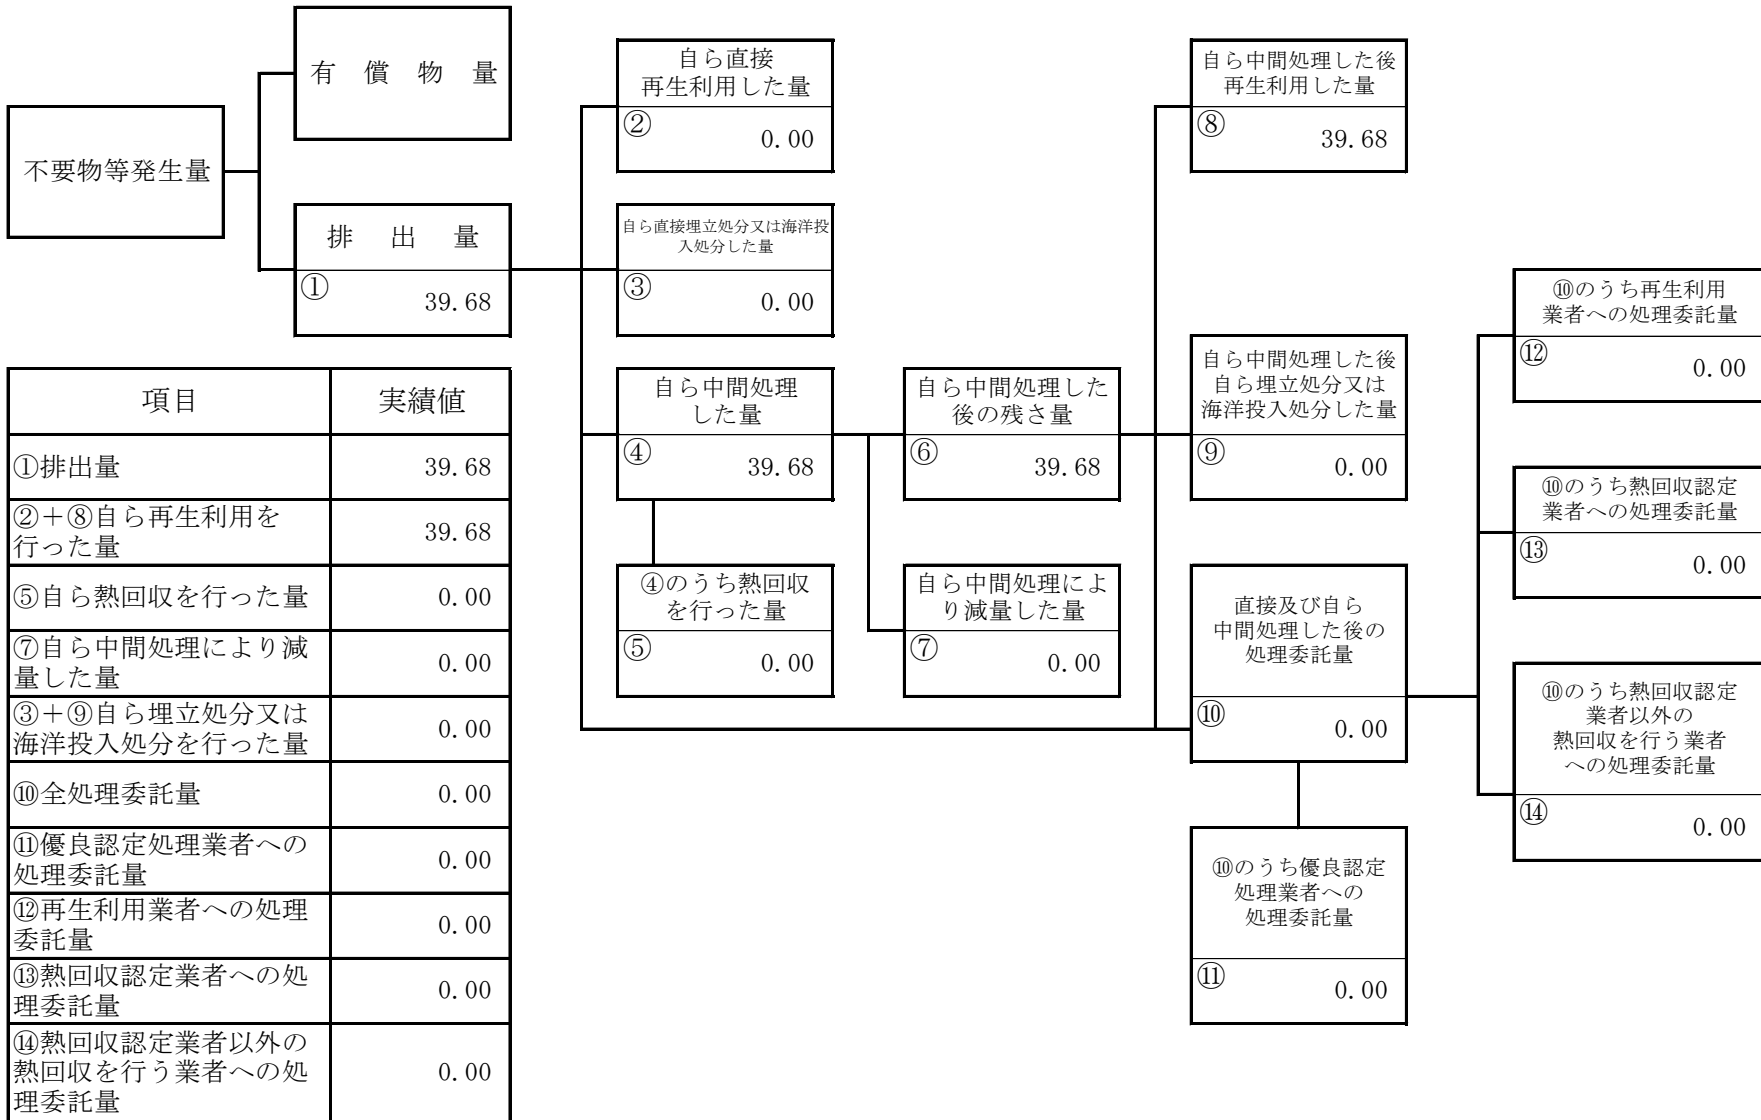 有償物量
不要物等発生量
排出量
①
39.68
自ら直接
再生利用した量
②
0.00
自ら直接埋立処分又は海洋投
入処分した量
③
0.00
自ら中間処理
した量
④
39.68
④のうち熱回収
を行った量
⑤
0.00
自ら中間処理した
後の残さ量
⑥
39.68
自ら中間処理によ
り減量した量
⑦
0.00
自ら中間処理した後
再生利用した量
⑧
39.68
自ら中間処理した後
自ら埋立処分又は
海洋投入処分した量
⑨
0.00
直接及び自ら
中間処理した後の
処理委託量
⑩
0.00
⑩のうち優良認定
処理業者への
処理委託量
⑪
0.00
⑩のうち再生利用
業者への処理委託量
⑫
0.00
⑩のうち熱回収認定
業者への処理委託量
⑬
0.00
⑩のうち熱回収認定
業者以外の
熱回収を行う業者
への処理委託量
⑭
0.00
項目 実績値
①排出量 39.68
②＋⑧自ら再生利用を
行った量 39.68
⑤自ら熱回収を行った量 0.00
⑦自ら中間処理により減
量した量 0.00
③＋⑨自ら埋立処分又は
海洋投入処分を行った量 0.00
⑩全処理委託量 0.00
⑪優良認定処理業者への
処理委託量 0.00
⑫再生利用業者への処理
委託量 0.00
⑬熱回収認定業者への処
理委託量 0.00
⑭熱回収認定業者以外の
熱回収を行う業者への処
理委託量 0.00